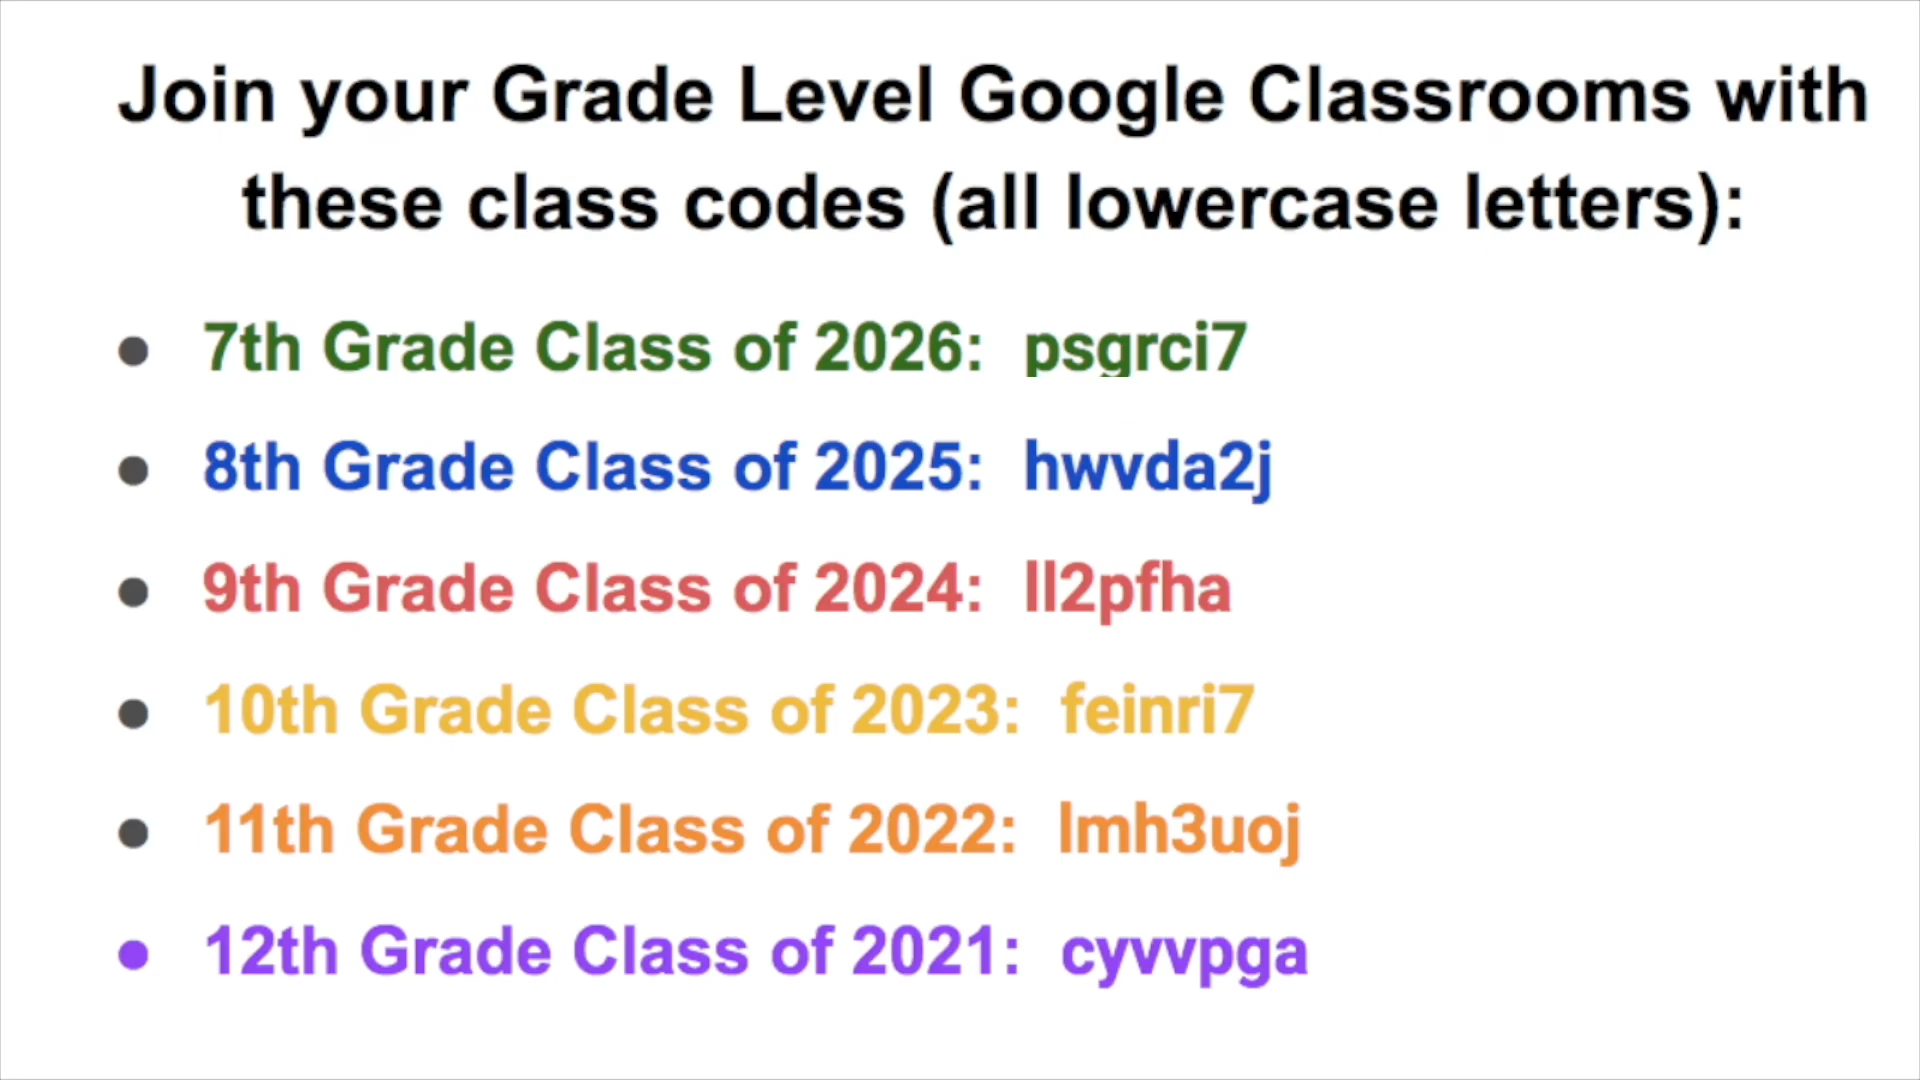 Join your Grade Level Google Classrooms with
these class codes (all lowercase letters):
● 7th Grade Class of 2026: psgrci7
● 8th Grade Class of 2025: hwvda2j
● 9th Grade Class of 2024: ll2pfha
● 10th Grade Class of 2023: feinri7
● 11th Grade Class of 2022: lmh3uoj
● 12th Grade Class of 2021: cyvvpga